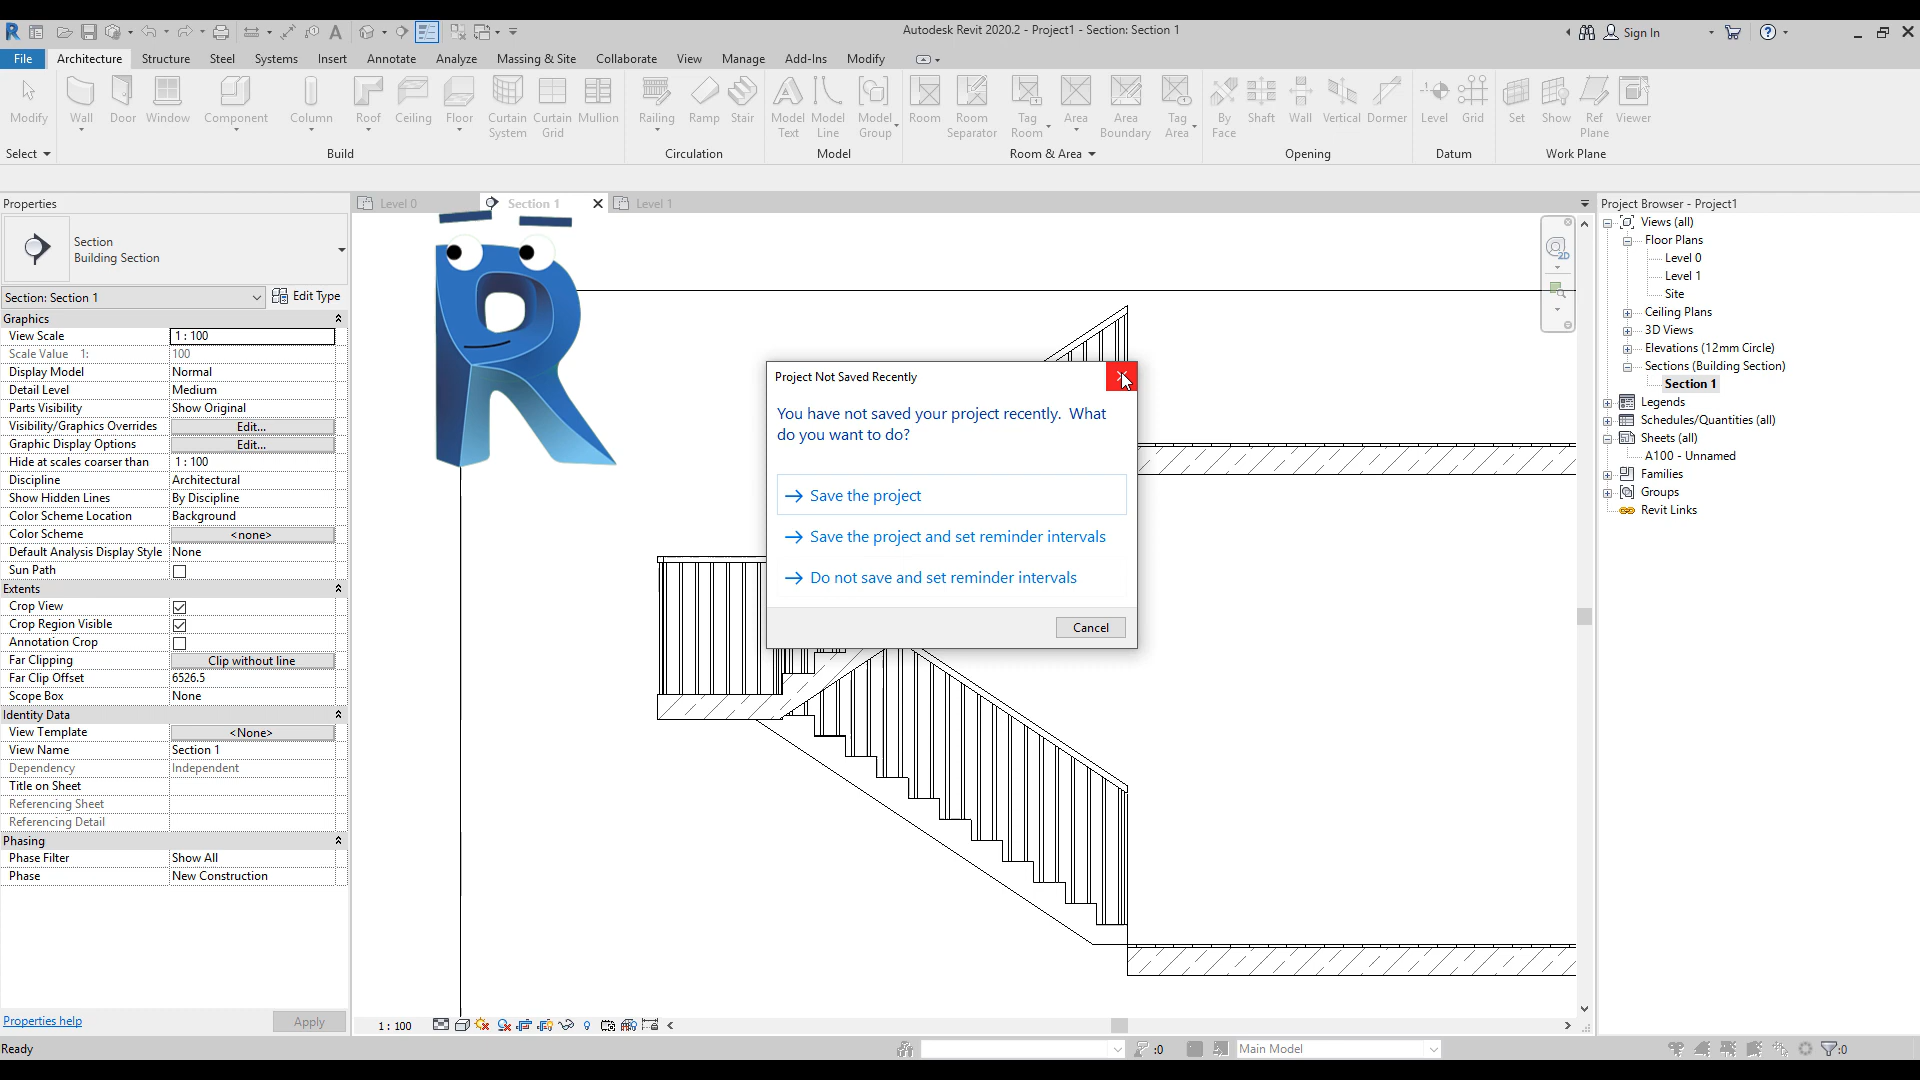 Autodesk Revit 2020.2 - Project1 - Section: Section 1
Sign In
File Architecture Structure Steel Systems Insert Annotate Analyze Massing & Site Collaborate View Manage Add-Ins Modify
Modify Wall Door Window Component Column Roof Ceiling Floor Curtain System Curtain Grid Mullion Railing Ramp Stair Model Text Model Line Model Group Room Room Separator Tag Room Area Area Boundary Tag Area By Face Shaft Wall Vertical Dormer Level Grid Set Show Ref Plane Viewer
Select Build Circulation Model Room & Area Opening Datum Work Plane
Properties
Section
Building Section
Section: Section 1 Edit Type
Graphics
View Scale 1 : 100
Scale Value 1: 100
Display Model Normal
Detail Level Medium
Parts Visibility Show Original
Visibility/Graphics Overrides Edit...
Graphic Display Options Edit...
Hide at scales coarser than 1 : 100
Discipline Architectural
Show Hidden Lines By Discipline
Color Scheme Location Background
Color Scheme <none>
Default Analysis Display Style None
Sun Path
Extents
Crop View
Crop Region Visible
Annotation Crop
Far Clipping Clip without line
Far Clip Offset 6526.5
Scope Box None
Identity Data
View Template <None>
View Name Section 1
Dependency Independent
Title on Sheet
Referencing Sheet
Referencing Detail
Phasing
Phase Filter Show All
Phase New Construction
Properties help Apply
Level 0 Section 1 Level 1
2D
Project Not Saved Recently
You have not saved your project recently. What
do you want to do?
Save the project
Save the project and set reminder intervals
Do not save and set reminder intervals
Cancel
1 : 100
Project Browser - Project1
Views (all)
Floor Plans
Level 0
Level 1
Site
Ceiling Plans
3D Views
Elevations (12mm Circle)
Sections (Building Section)
Section 1
Legends
Schedules/Quantities (all)
Sheets (all)
A100 - Unnamed
Families
Groups
Revit Links
Ready :0 Main Model :0